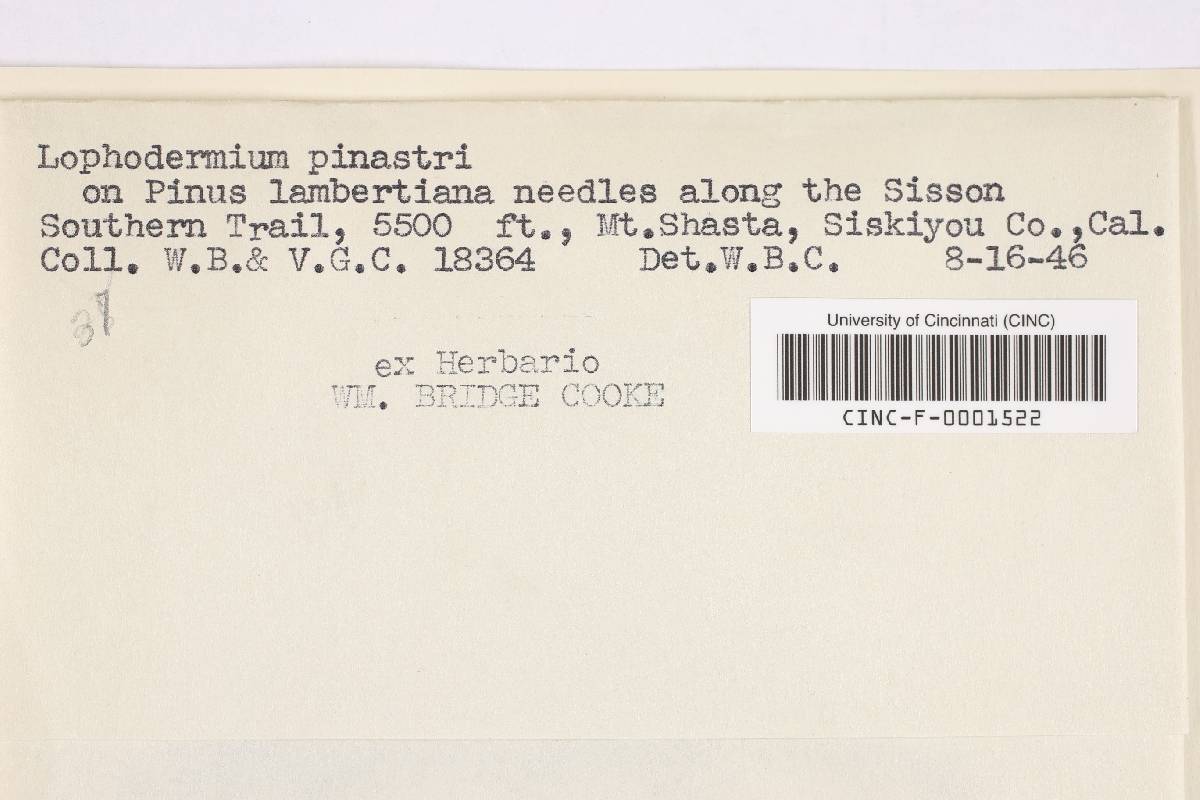 Lophodermium pinastri
on Pinus lambertiana needles along the Sisson
Southern Trail, 5500 ft., Mt.Shasta, Siskiyou Co.,Cal.
Coll. W.B.& V.G.C. 18364 Det.W.B.C. 8-16-46
University of Cincinnati (CINC)
ex Herbario
WM. BRIDGE COOKE
CINC-F-0001522